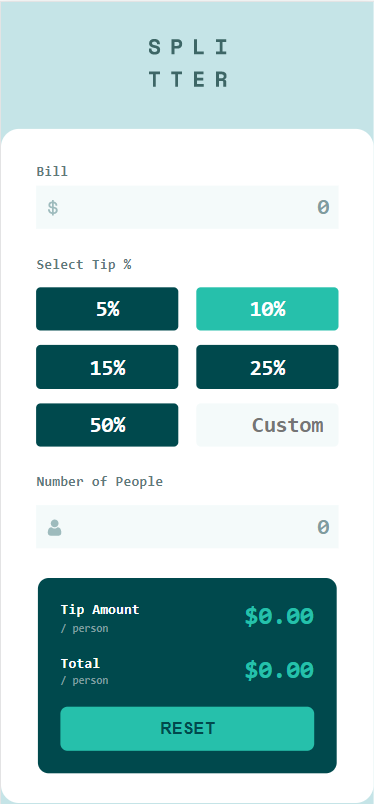 SPLI
TTER
Bill
$ 0
Select Tip %
5% 10%
15% 25%
50% Custom
Number of People
0
Tip Amount $0.00
/ person
Total $0.00
/ person
RESET